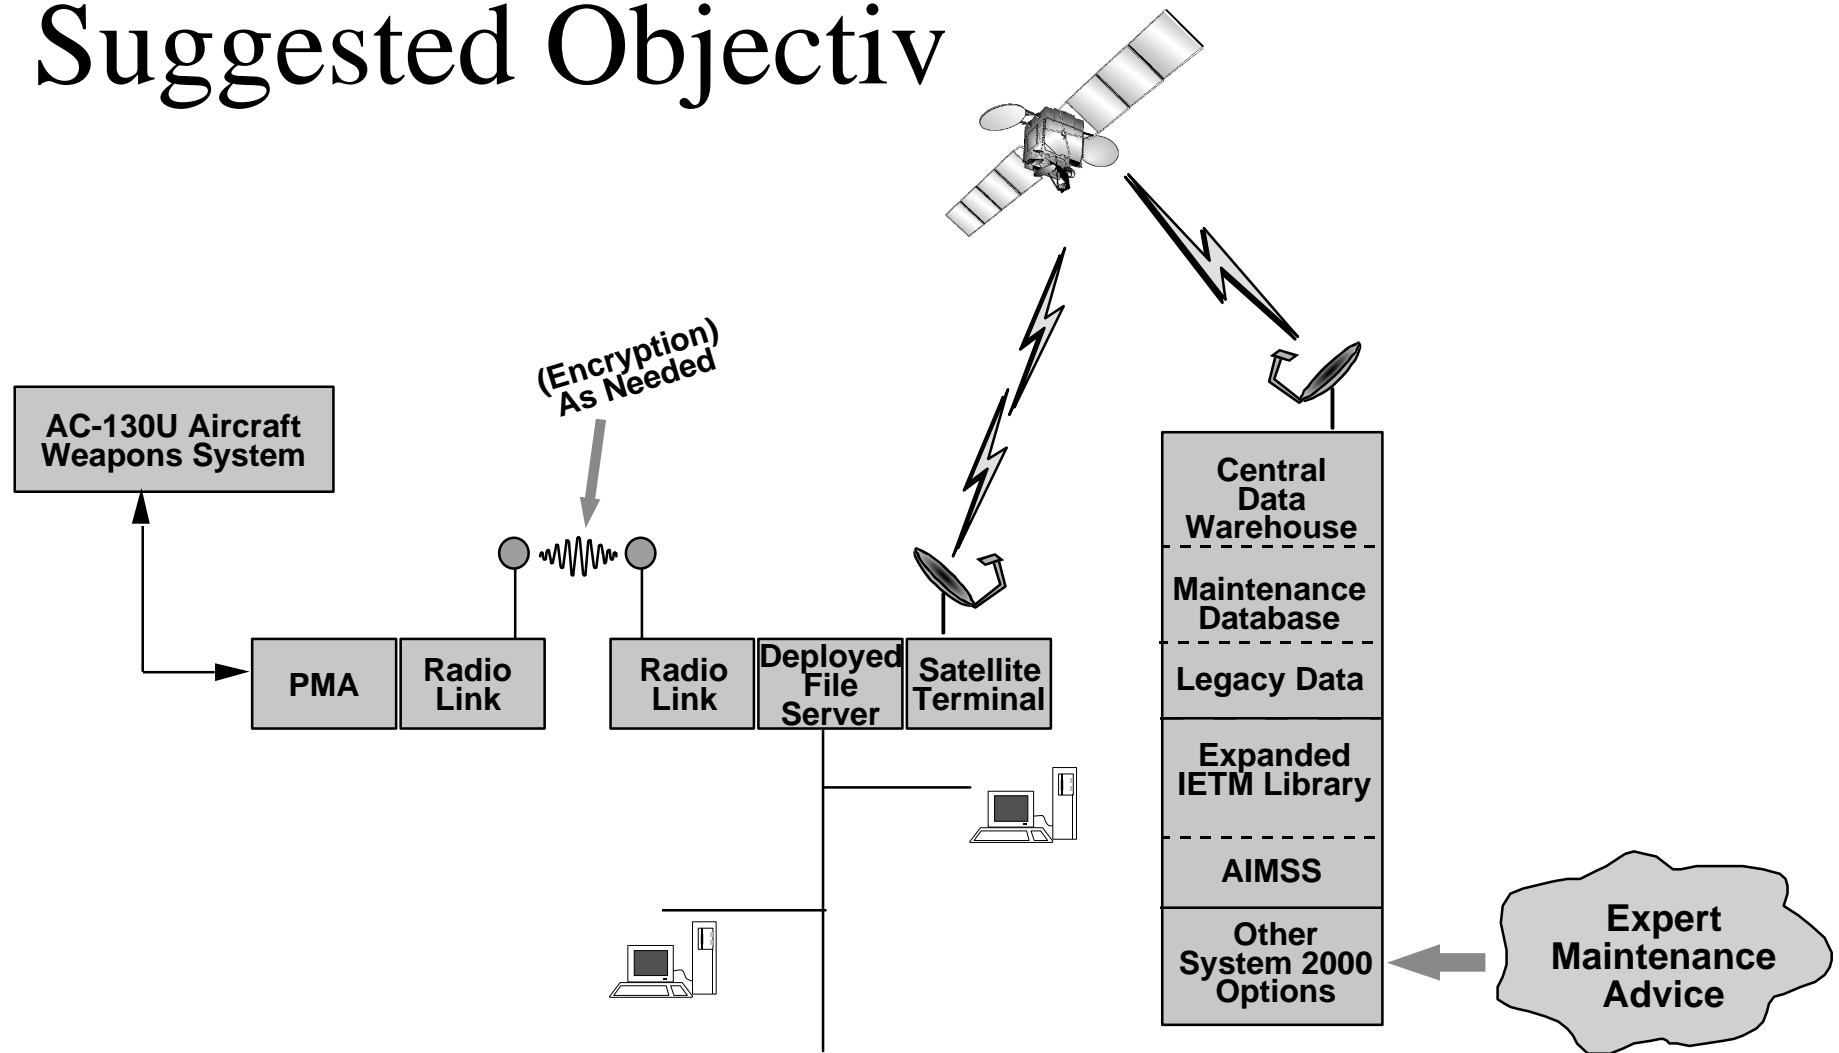 Suggested Objectiv
(Encryption)
As Needed
AC-130U Aircraft
Weapons System
PMA
Radio
Link
Radio
Link
Deployed
File
Server
Satellite
Terminal
Central
Data
Warehouse
Maintenance
Database
Legacy Data
Expanded
IETM Library
AIMSS
Other
System 2000
Options
Expert
Maintenance
Advice